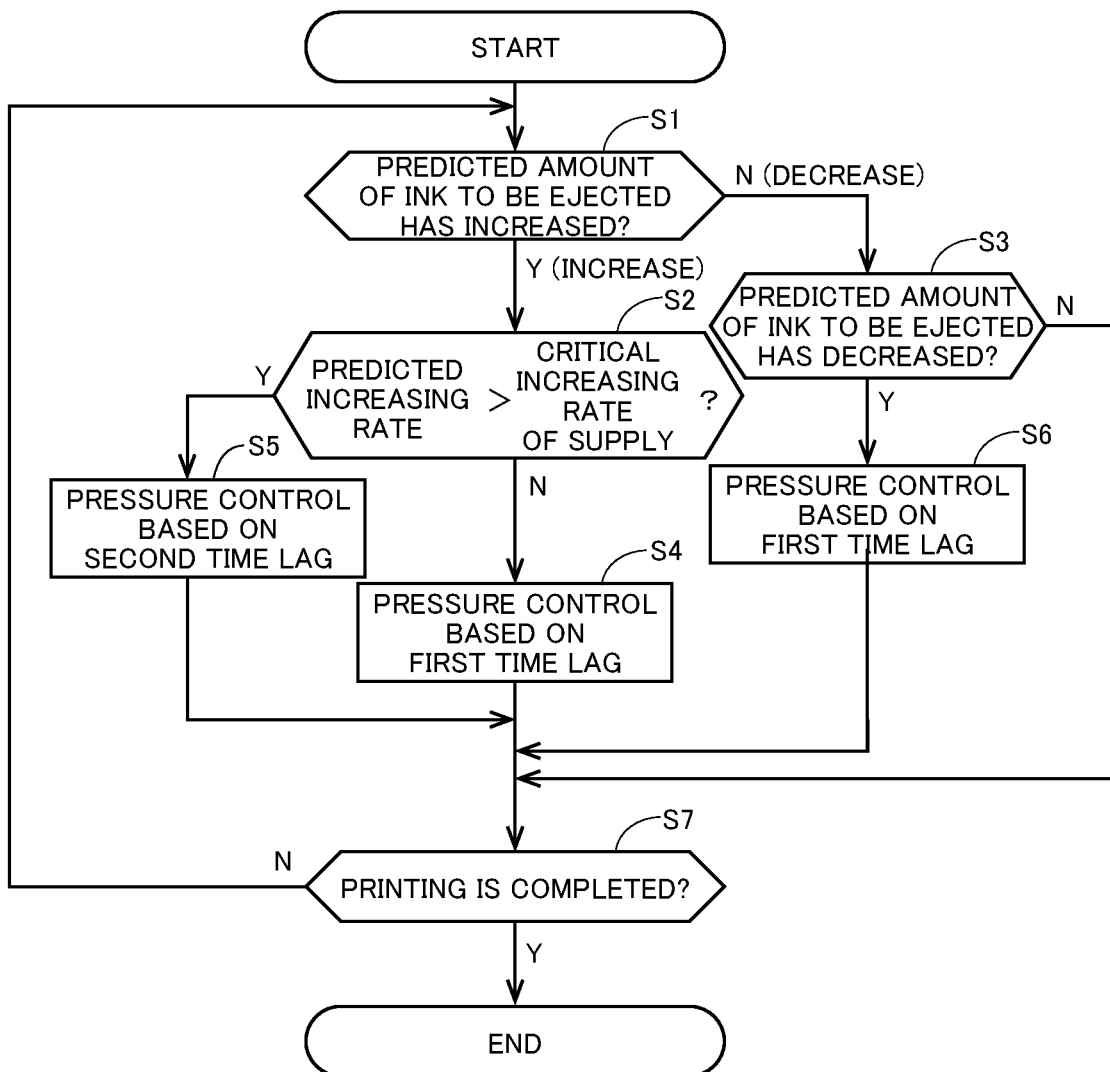 START
S1
PREDICTED AMOUNT
OF INK TO BE EJECTED
HAS INCREASED?
N (DECREASE)
Y (INCREASE)
S3
PREDICTED AMOUNT
OF INK TO BE EJECTED
HAS DECREASED?
N
Y
S2
PREDICTED
INCREASING
RATE
>
CRITICAL
INCREASING
RATE
OF SUPPLY
?
Y
N
S5
PRESSURE CONTROL
BASED ON
SECOND TIME LAG
S4
PRESSURE CONTROL
BASED ON
FIRST TIME LAG
S6
PRESSURE CONTROL
BASED ON
FIRST TIME LAG
S7
PRINTING IS COMPLETED?
N
Y
END